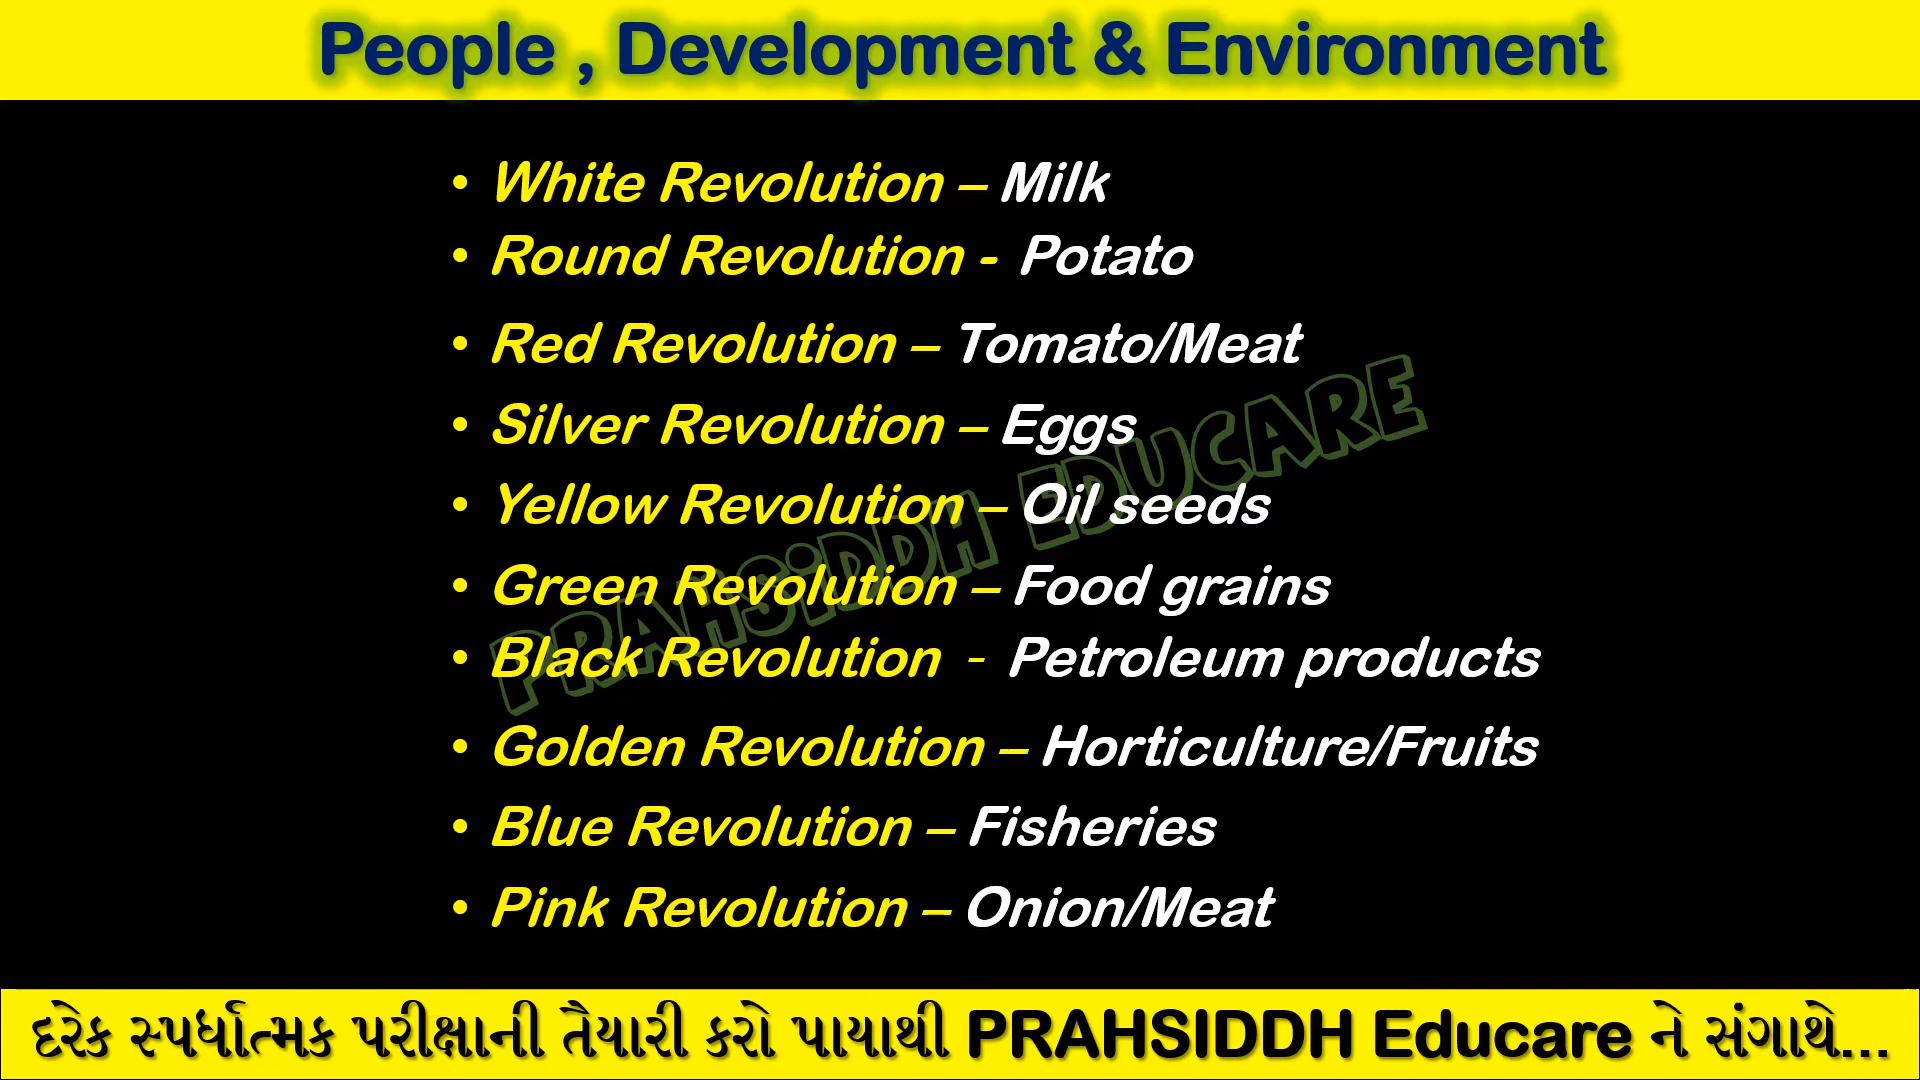 People , Development & Environment
• White Revolution – Milk
• Round Revolution - Potato
• Red Revolution – Tomato/Meat
• Silver Revolution – Eggs
• Yellow Revolution – Oil seeds
• Green Revolution – Food grains
• Black Revolution - Petroleum products
• Golden Revolution – Horticulture/Fruits
• Blue Revolution – Fisheries
• Pink Revolution – Onion/Meat
PRAHSIDDH EDUCARE
દરેક સ્પર્ધાત્મક પરીક્ષાની તૈયારી કરો પાયાથી PRAHSIDDH Educare ને સંગાથે...